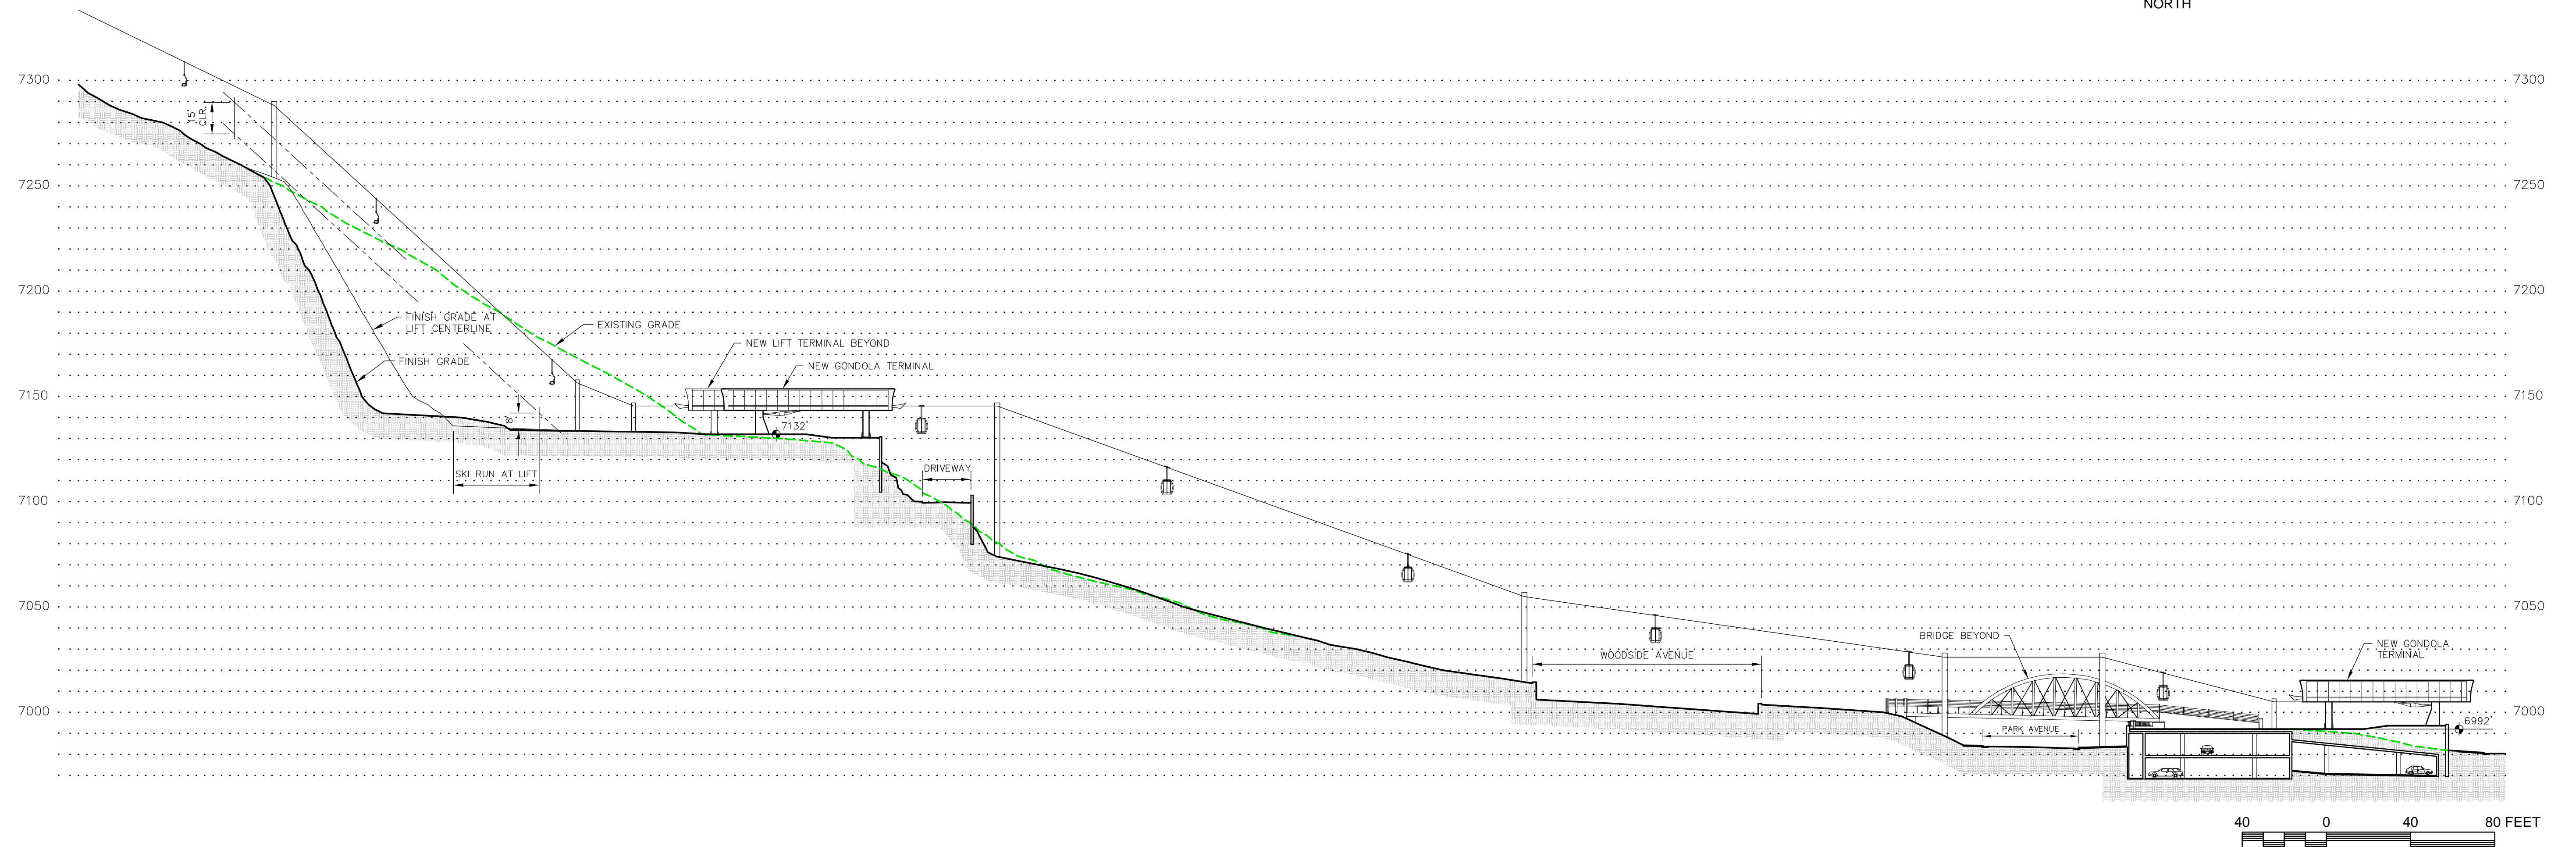 NORTH
7300
7300
15'
CLR.
7250
7250
7200
7200
FINISH GRADE AT
LIFT CENTERLINE
EXISTING GRADE
FINISH GRADE
NEW LIFT TERMINAL BEYOND
NEW GONDOLA TERMINAL
7150
7150
8'
7132'
SKI RUN AT LIFT
DRIVEWAY
7100
7100
7050
7050
WOODSIDE AVENUE
BRIDGE BEYOND
NEW GONDOLA
TERMINAL
7000
7000
PARK AVENUE
6992'
40 0 40 80 FEET